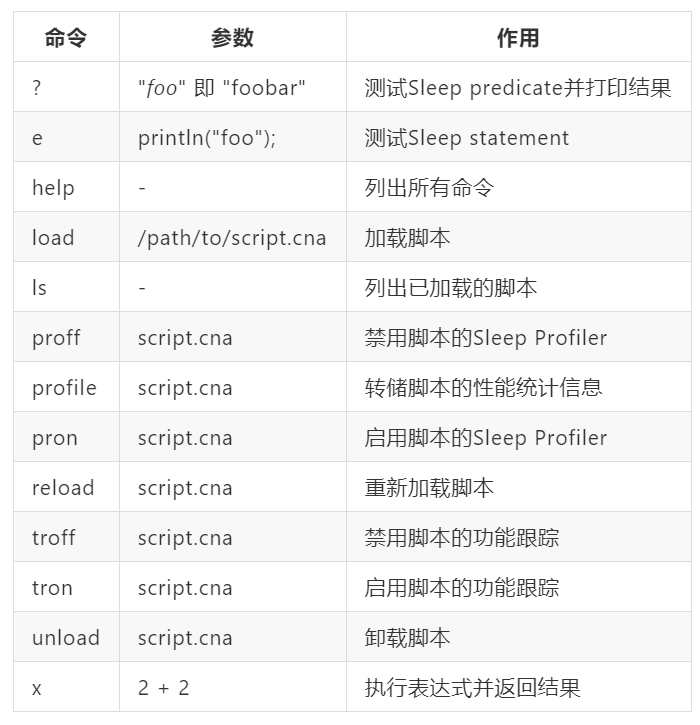 命令 参数 作用
? "foo" 即 "foobar" 测试Sleep predicate并打印结果
e println("foo"); 测试Sleep statement
help - 列出所有命令
load /path/to/script.cna 加载脚本
ls - 列出已加载的脚本
proff script.cna 禁用脚本的Sleep Profiler
profile script.cna 转储脚本的性能统计信息
pron script.cna 启用脚本的Sleep Profiler
reload script.cna 重新加载脚本
troff script.cna 禁用脚本的功能跟踪
tron script.cna 启用脚本的功能跟踪
unload script.cna 卸载脚本
x 2 + 2 执行表达式并返回结果